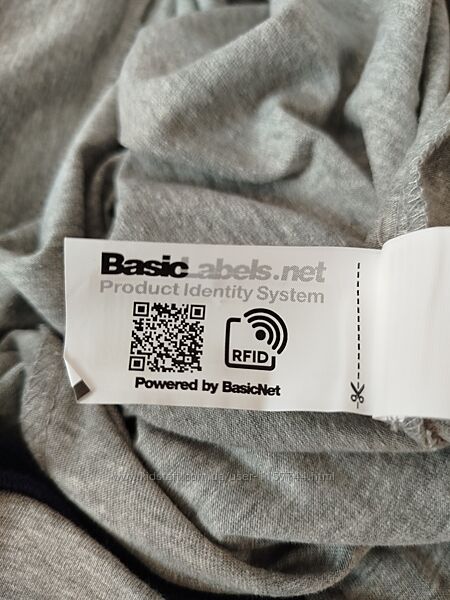 BasicLabels.net
Product Identity System
RFID
Powered by BasicNet